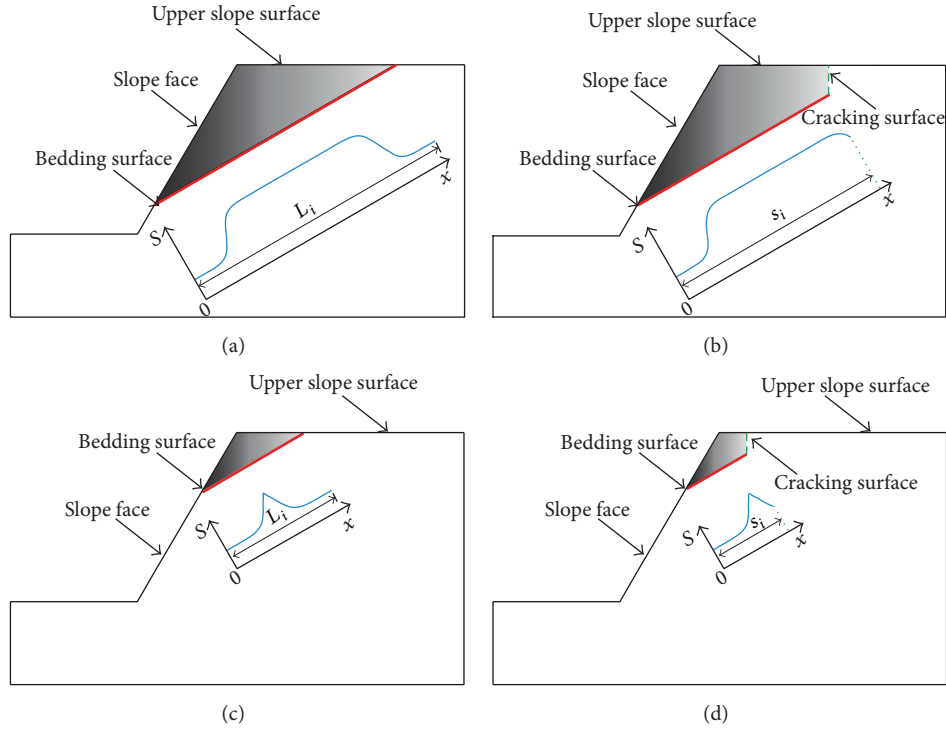 Upper slope surface
Slope face
Bedding surface
S
L_i
x
0
(a)
Upper slope surface
Slope face
Cracking surface
Bedding surface
S
s_i
x
0
(b)
Upper slope surface
Bedding surface
Slope face
S
L_i
x
0
(c)
Upper slope surface
Bedding surface
Cracking surface
Slope face
S
s_i
x
0
(d)